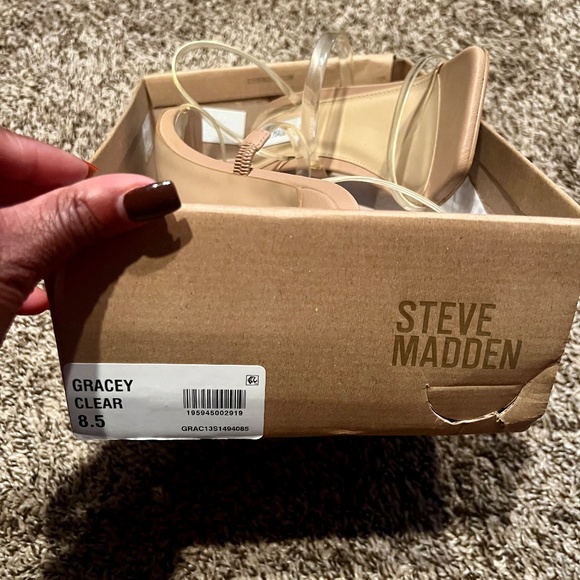 STEVE
MADDEN
GRACEY
CLEAR
8.5
195945002919
GRAC13S1494085